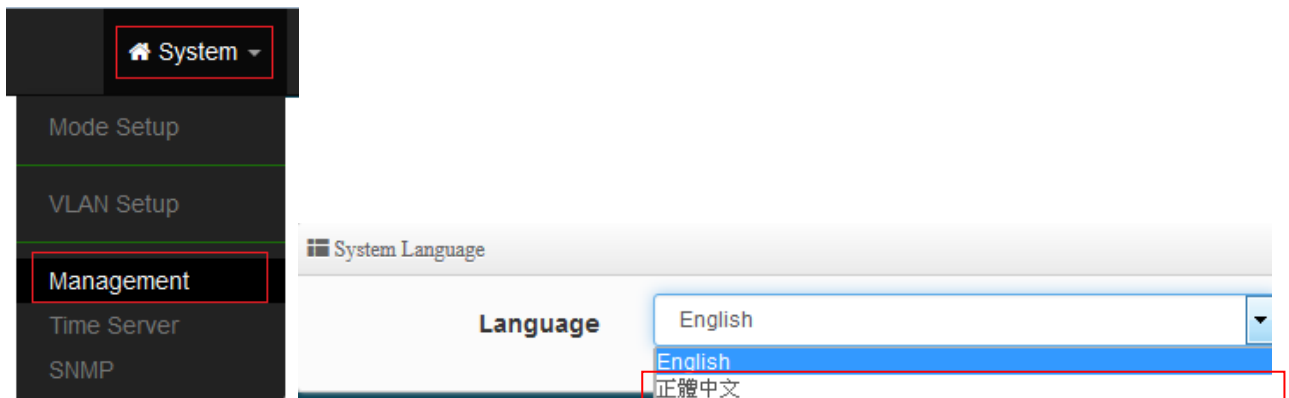 System
Mode Setup
VLAN Setup
Management
Time Server
SNMP
System Language
Language
English
English
正體中文